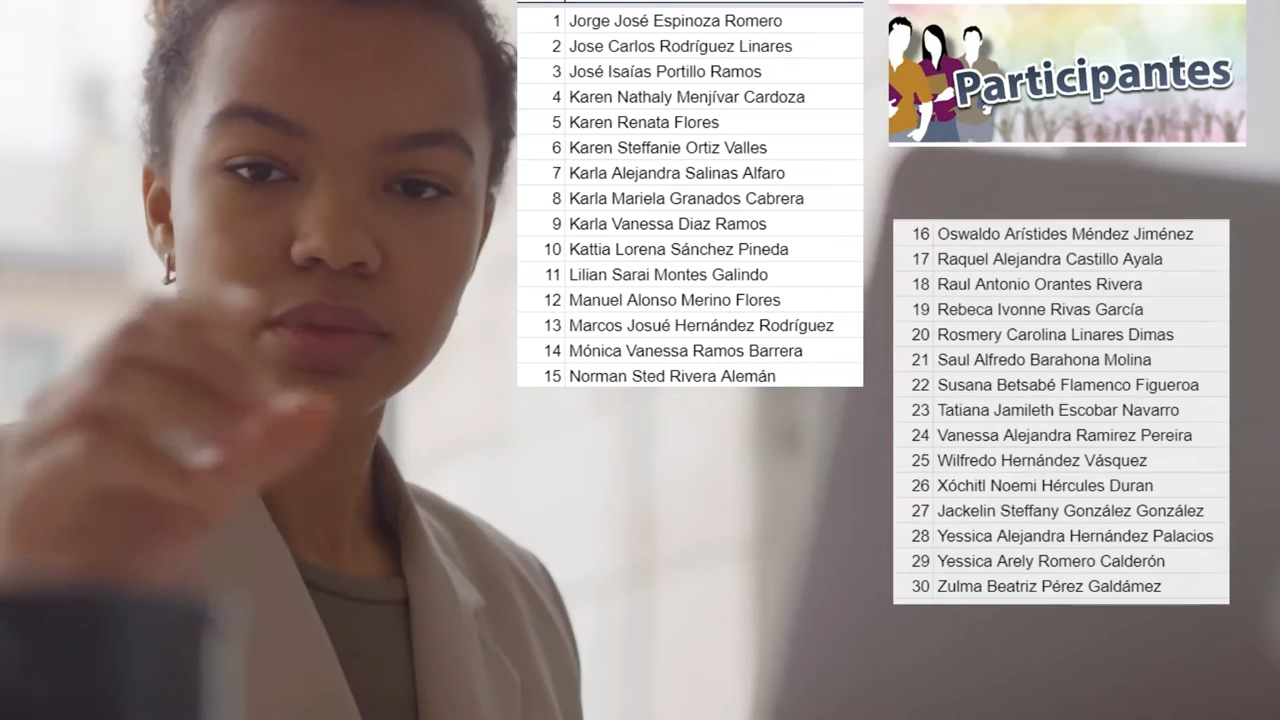 1 Jorge José Espinoza Romero
2 Jose Carlos Rodríguez Linares
3 José Isaías Portillo Ramos
4 Karen Nathaly Menjívar Cardoza
5 Karen Renata Flores
6 Karen Steffanie Ortiz Valles
7 Karla Alejandra Salinas Alfaro
8 Karla Mariela Granados Cabrera
9 Karla Vanessa Diaz Ramos
10 Kattia Lorena Sánchez Pineda
11 Lilian Sarai Montes Galindo
12 Manuel Alonso Merino Flores
13 Marcos Josué Hernández Rodríguez
14 Mónica Vanessa Ramos Barrera
15 Norman Sted Rivera Alemán
Participantes
16 Oswaldo Arístides Méndez Jiménez
17 Raquel Alejandra Castillo Ayala
18 Raul Antonio Orantes Rivera
19 Rebeca Ivonne Rivas García
20 Rosmery Carolina Linares Dimas
21 Saul Alfredo Barahona Molina
22 Susana Betsabé Flamenco Figueroa
23 Tatiana Jamileth Escobar Navarro
24 Vanessa Alejandra Ramirez Pereira
25 Wilfredo Hernández Vásquez
26 Xóchitl Noemi Hércules Duran
27 Jackelin Steffany González González
28 Yessica Alejandra Hernández Palacios
29 Yessica Arely Romero Calderón
30 Zulma Beatriz Pérez Galdámez